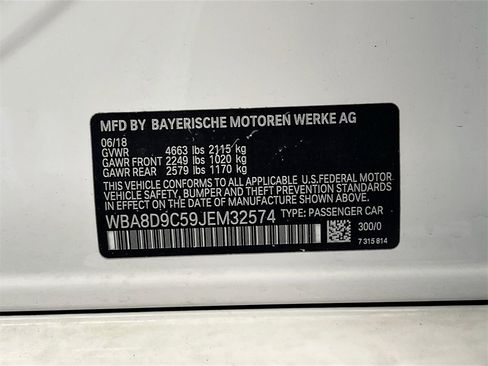 MFD BY BAYERISCHE MOTOREN WERKE AG
06/18
GVWR 4663 lbs 2115 kg
GAWR FRONT 2249 lbs 1020 kg
GAWR REAR 2579 lbs 1170 kg
THIS VEHICLE CONFORMS TO ALL APPLICABLE U.S.FEDERAL MOTOR
VEHICLE SAFETY, BUMPER AND THEFT PREVENTION STANDARDS
IN EFFECT ON THE DATE OF MANUFACTURE SHOWN ABOVE.
WBA8D9C59JEM32574 TYPE: PASSENGER CAR
300/0
7 315 814